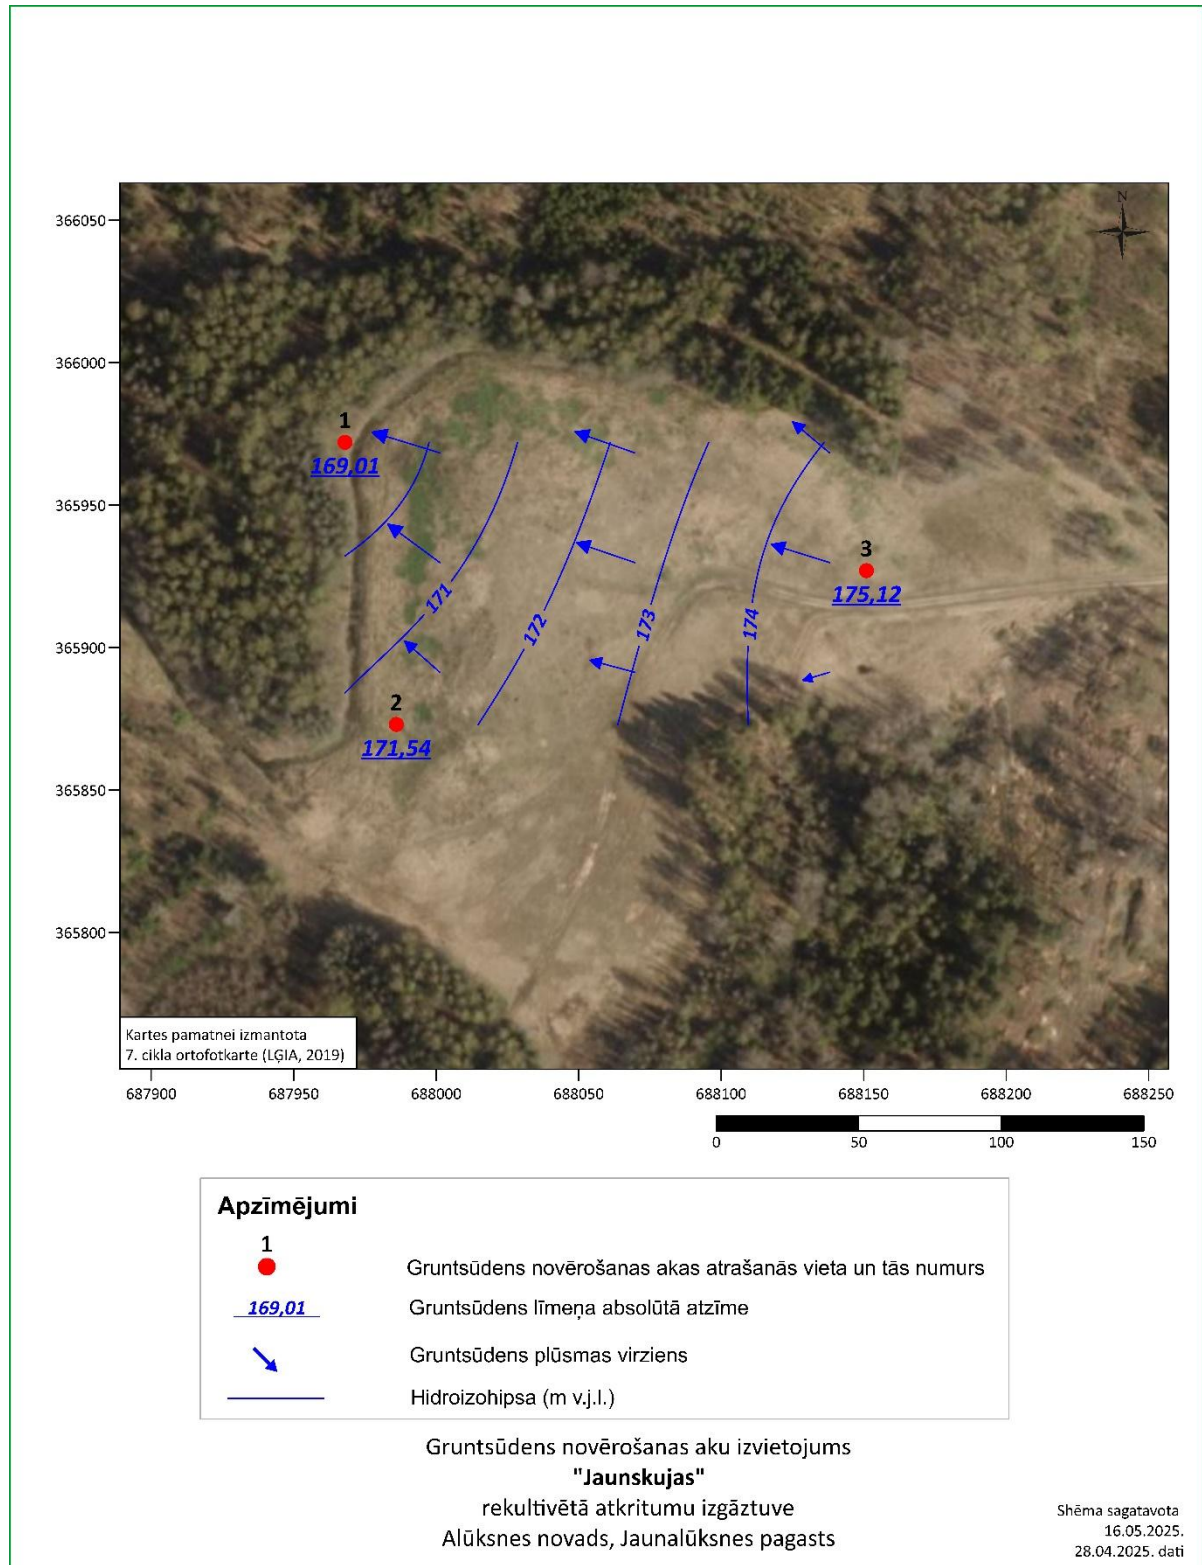 N
366050
366000
365950
365900
365850
365800
1
169,01
3
175,12
171
172
173
174
2
171,54
Kartes pamatnei izmantota
7. cikla ortofotkarte (LĢIA, 2019)
687900 687950 688000 688050 688100 688150 688200 688250
0 50 100 150
Apzīmējumi
1
Gruntsūdens novērošanas akas atrašanās vieta un tās numurs
169,01
Gruntsūdens līmeņa absolūtā atzīme
Gruntsūdens plūsmas virziens
Hidroizohipsa (m v.j.l.)
Gruntsūdens novērošanas aku izvietojums
"Jaunskujas"
rekultivētā atkritumu izgāztuve
Alūksnes novads, Jaunalūksnes pagasts
Shēma sagatavota
16.05.2025.
28.04.2025. dati